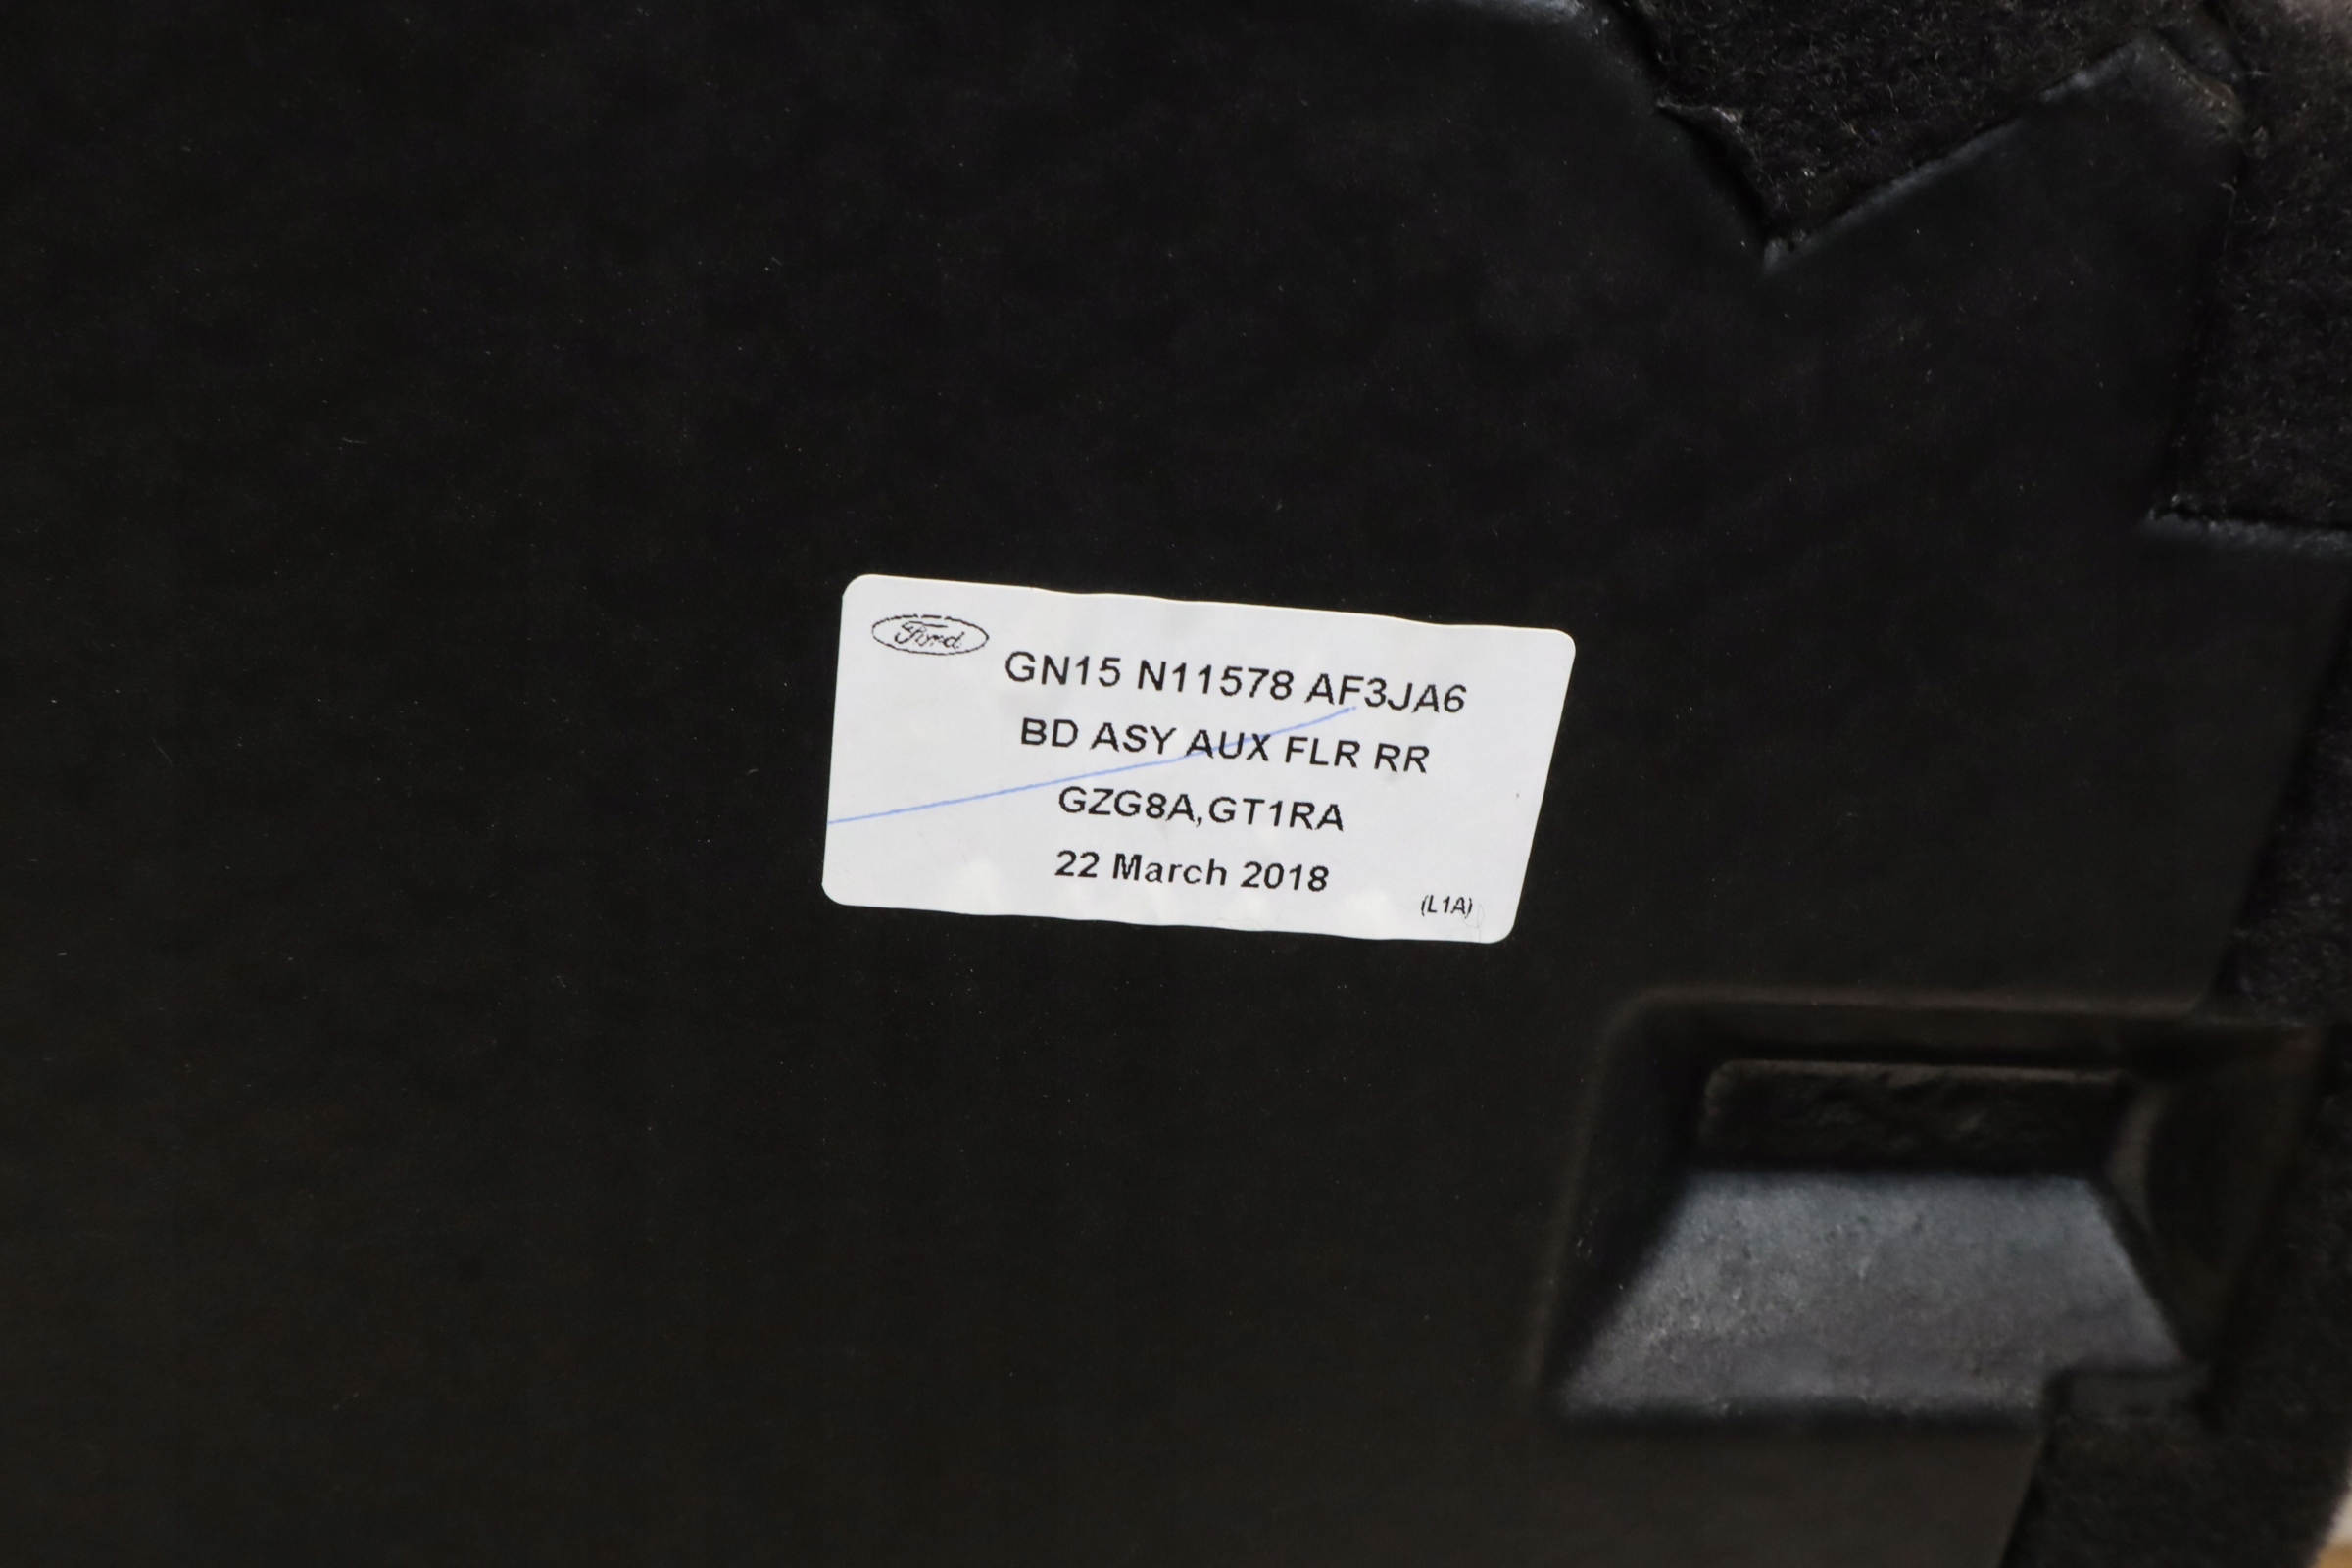 Ford
GN15 N11578 AF3JA6
BD ASY AUX FLR RR
GZG8A,GT1RA
22 March 2018
(L1A)